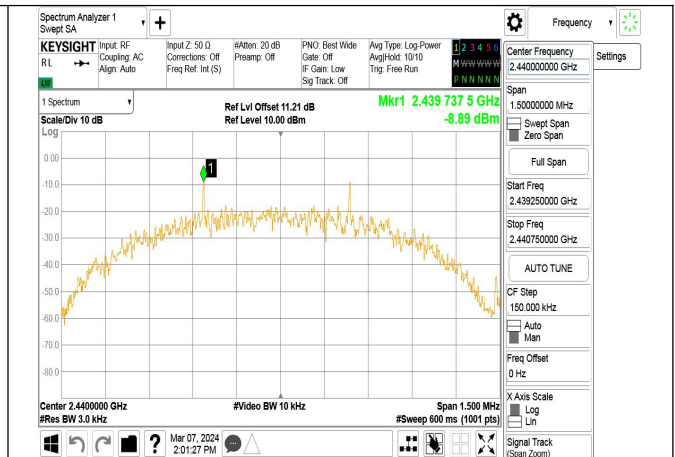 Spectrum Analyzer 1
Swept SA
Frequency
KEYSIGHT
RL
Input: RF
Coupling: AC
Align: Auto
Input Z: 50 Ω
Corrections: Off
Freq Ref: Int (S)
#Atten: 20 dB
Preamp: Off
PNO: Best Wide
Gate: Off
IF Gain: Low
Sig Track: Off
Avg Type: Log-Power
Avg|Hold: 10/10
Trig: Free Run
1 2 3 4 5 6
M W W W W W
P N N N N N
Settings
1 Spectrum
Scale/Div 10 dB
Log
Ref Lvl Offset 11.21 dB
Ref Level 10.00 dBm
Mkr1 2.439 737 5 GHz
-8.89 dBm
1
0.00
-10.0
-20.0
-30.0
-40.0
-50.0
-60.0
-70.0
-80.0
Center 2.4400000 GHz
#Res BW 3.0 kHz
#Video BW 10 kHz
Span 1.500 MHz
#Sweep 600 ms (1001 pts)
?
Mar 07, 2024
2:01:27 PM
Center Frequency
2.440000000 GHz
Span
1.50000000 MHz
Swept Span
Zero Span
Full Span
Start Freq
2.439250000 GHz
Stop Freq
2.440750000 GHz
AUTO TUNE
CF Step
150.000 kHz
Auto
Man
Freq Offset
0 Hz
X Axis Scale
Log
Lin
Signal Track
(Span Zoom)